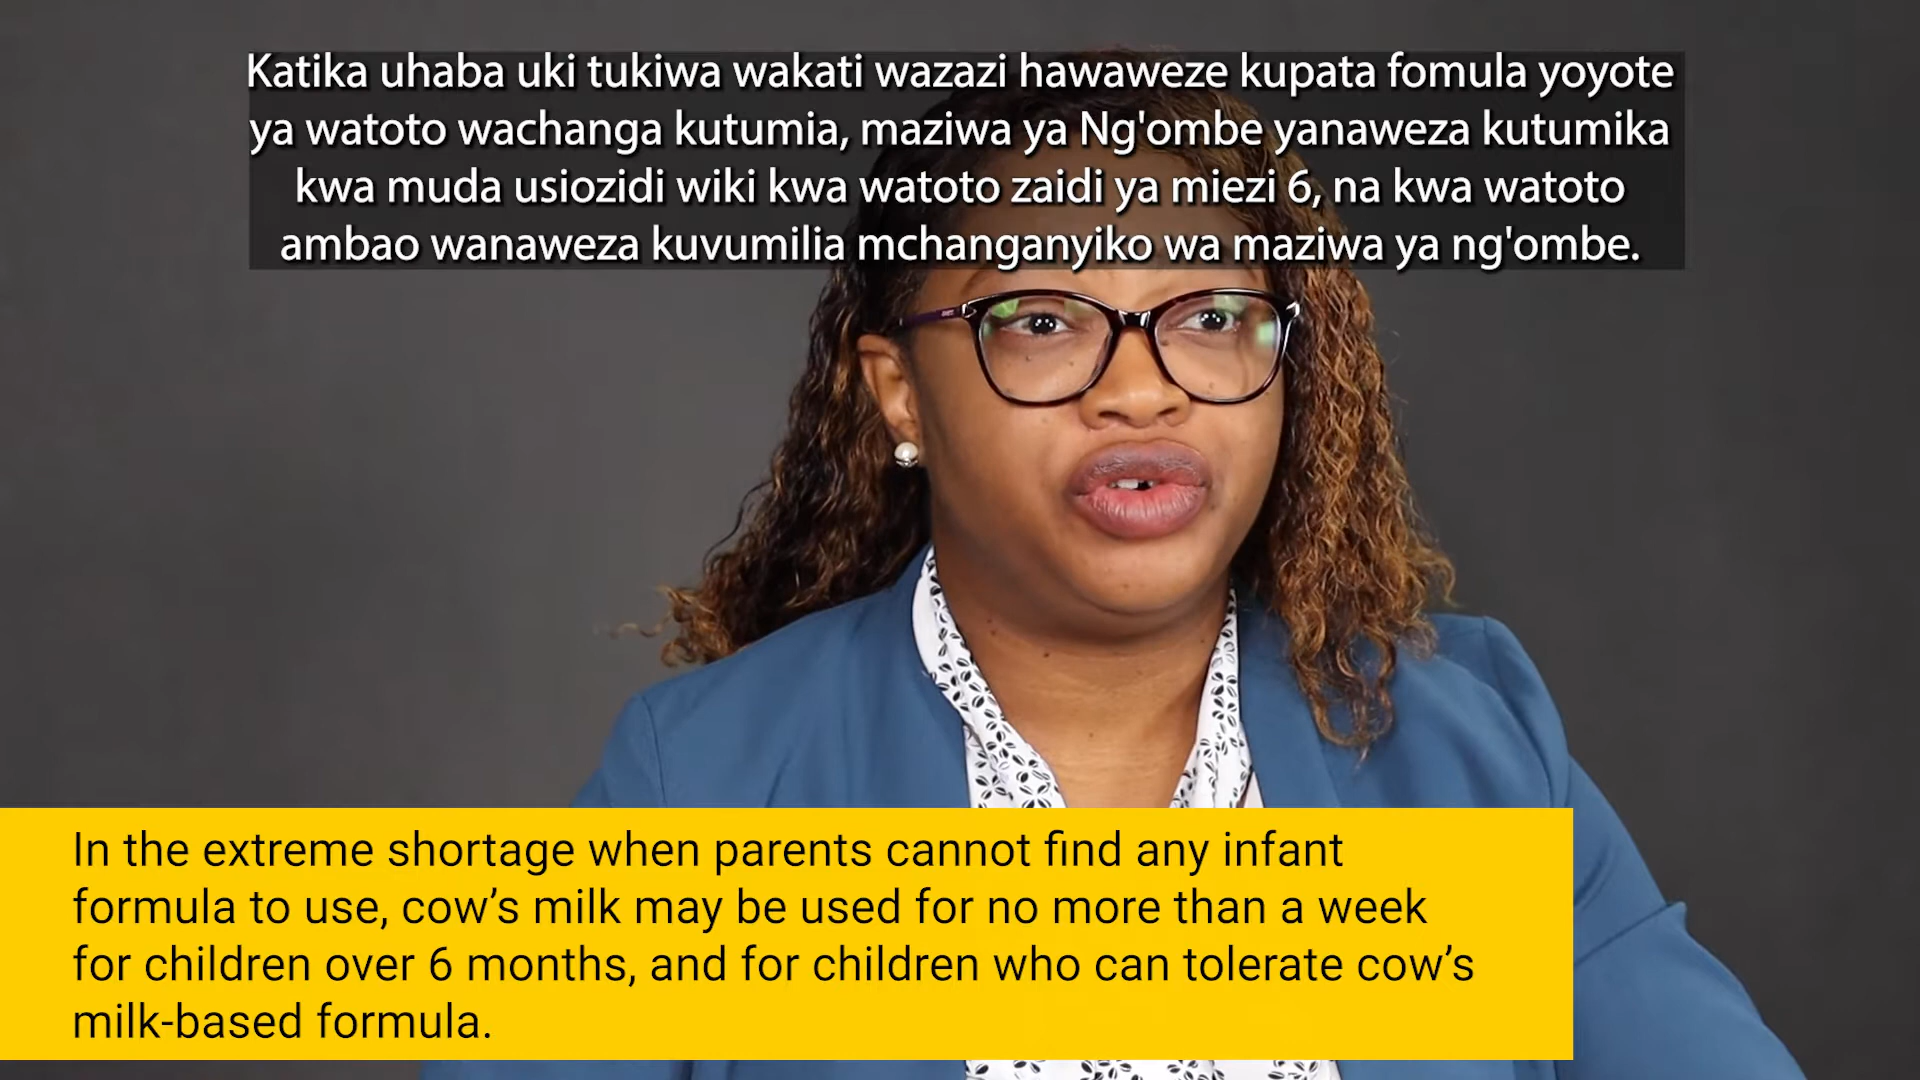 Katika uhaba uki tukiwa wakati wazazi hawaweze kupata fomula yoyote
ya watoto wachanga kutumia, maziwa ya Ng'ombe yanaweza kutumika
kwa muda usiozidi wiki kwa watoto zaidi ya miezi 6, na kwa watoto
ambao wanaweza kuvumilia mchanganyiko wa maziwa ya ng'ombe.
In the extreme shortage when parents cannot find any infant
formula to use, cow’s milk may be used for no more than a week
for children over 6 months, and for children who can tolerate cow’s
milk-based formula.